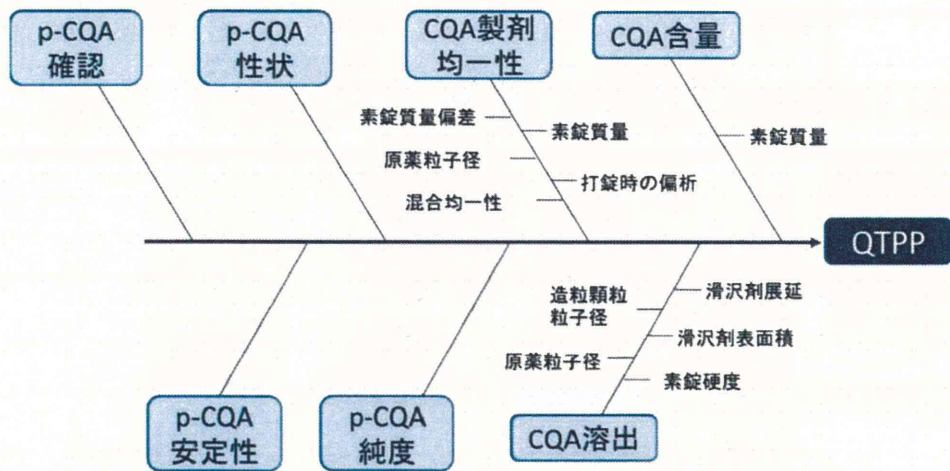 p-CQA
確認
p-CQA
性状
CQA製剤
均一性
CQA含量
素錠質量偏差
素錠質量
原薬粒子径
打錠時の偏析
混合均一性
素錠質量
QTPP
造粒顆粒
粒子径
滑沢剤展延
滑沢剤表面積
原薬粒子径
素錠硬度
p-CQA
安定性
p-CQA
純度
CQA溶出